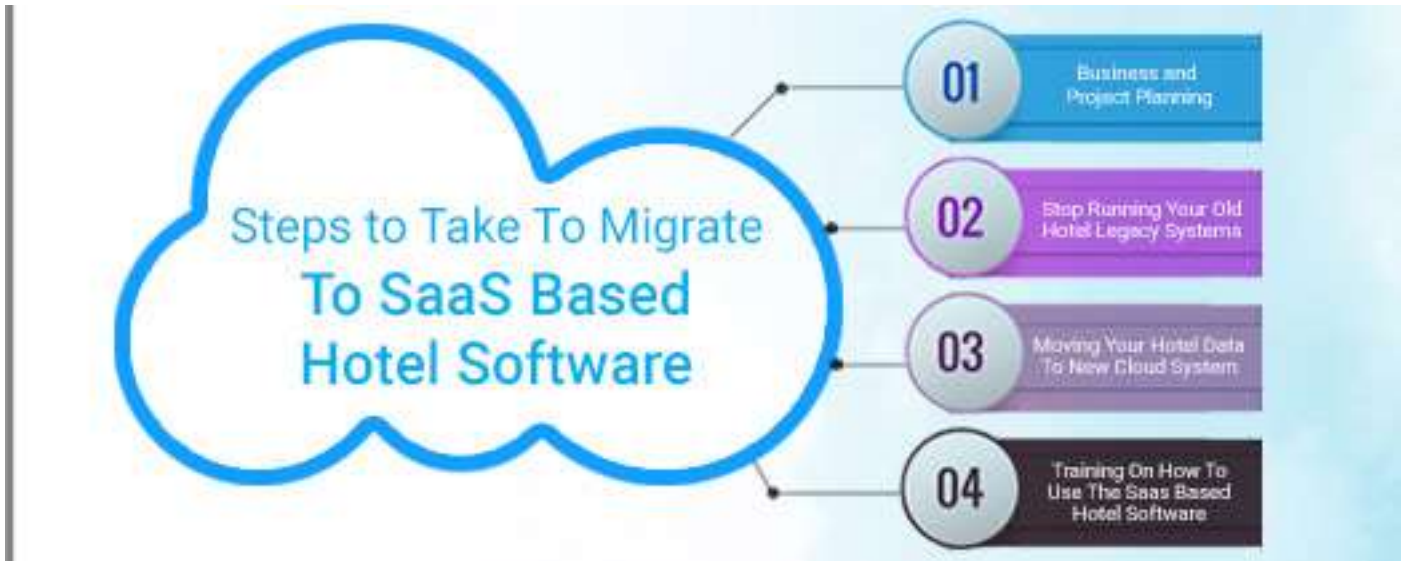 Steps to Take To Migrate
To SaaS Based
Hotel Software
01
Business and
Project Planning
02
Stop Running Your Old
Hotel Legacy Systems
03
Moving Your Hotel Data
To New Cloud System
04
Training On How To
Use The Saas Based
Hotel Software